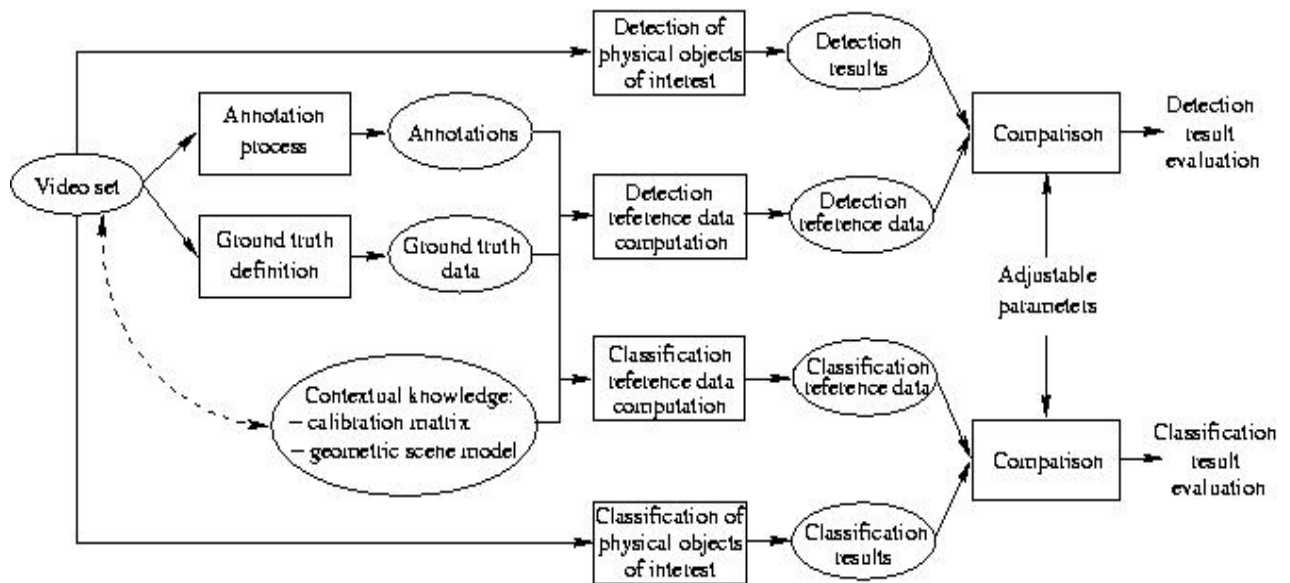 Detection of
physical objects
of interest
Detection
results
Annotation
process
Annotations
Comparison
Detection
result
evaluation
Video set
Detection
reference data
computation
Detection
reference data
Ground truth
definition
Ground truth
data
Adjustable
parameters
Classification
reference data
computation
Classification
reference data
Contextual knowledge:
– calibration matrix
– geometric scene model
Comparison
Classification
result
evaluation
Classification of
physical objects
of interest
Classification
results